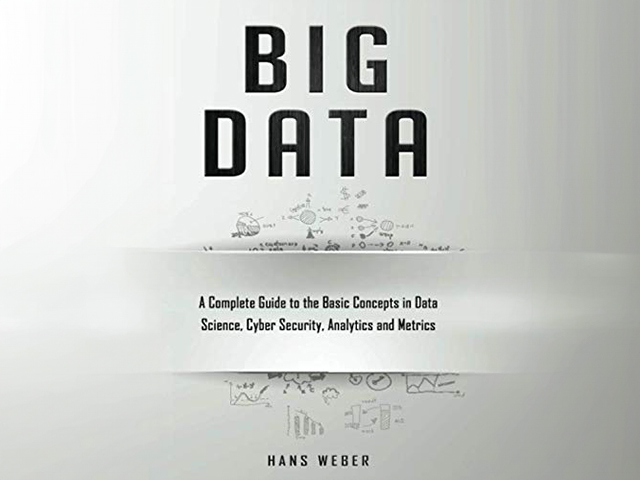 BIG
DATA
A Complete Guide to the Basic Concepts in Data
Science, Cyber Security, Analytics and Metrics
HANS WEBER